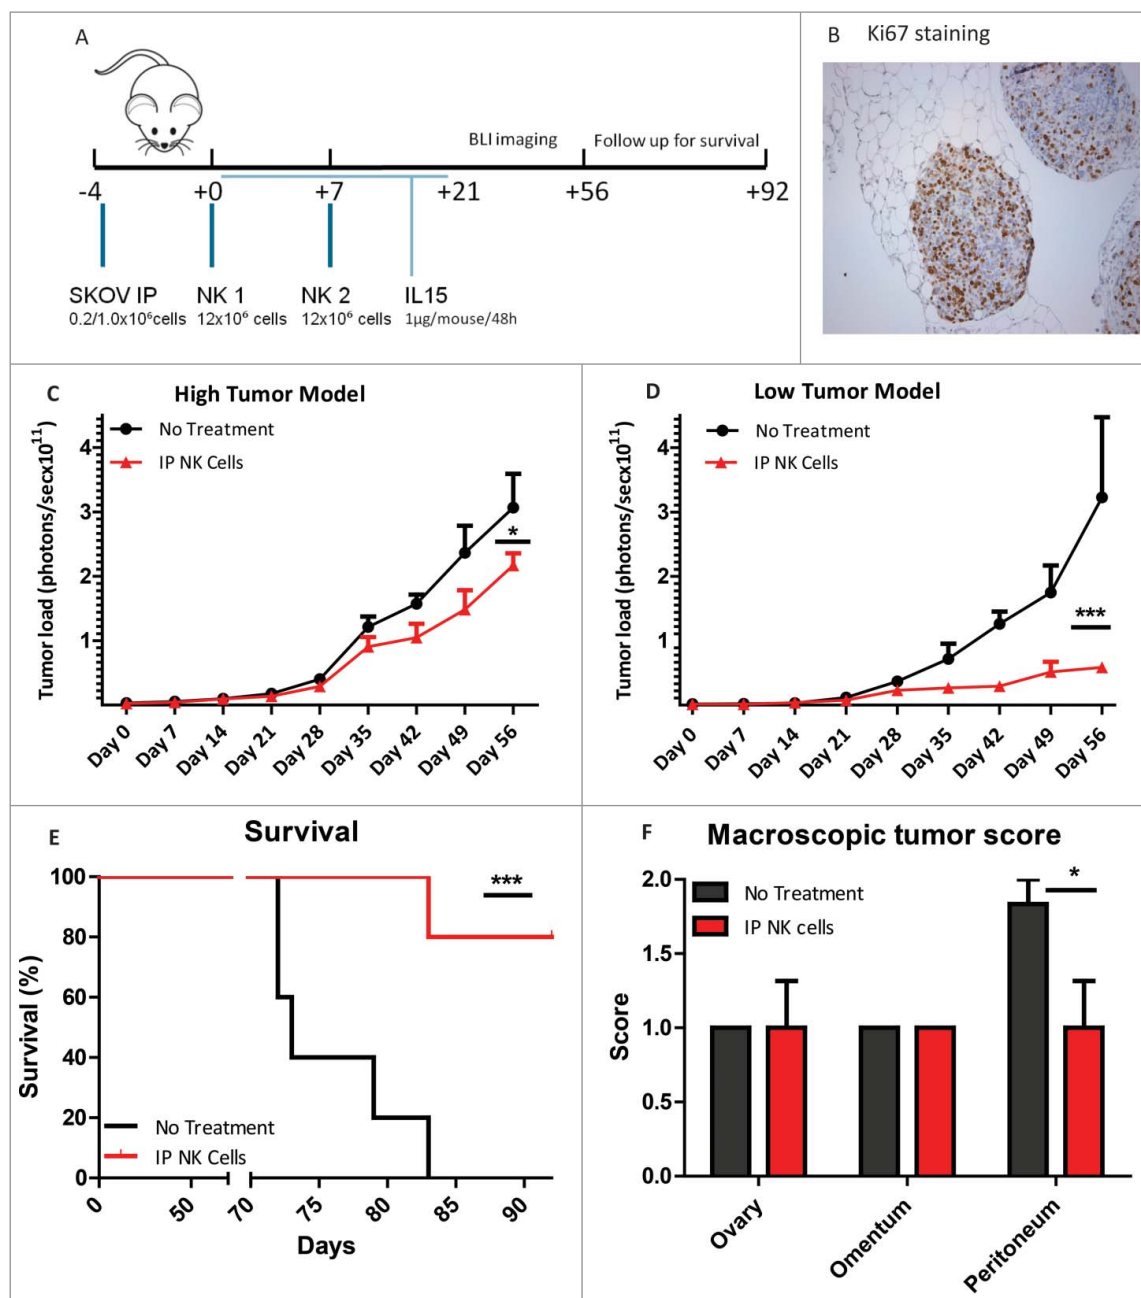 A
BLI imaging
Follow up for survival
-4
+0
+7
+21
+56
+92
SKOV IP
NK 1
NK 2
IL15
0.2/1.0x10⁶cells
12x10⁶ cells
12x10⁶ cells
1µg/mouse/48h
B
Ki67 staining
C
High Tumor Model
No Treatment
IP NK Cells
Tumor load (photons/secx10¹¹)
4
3
2
1
*
Day 0
Day 7
Day 14
Day 21
Day 28
Day 35
Day 42
Day 49
Day 56
D
Low Tumor Model
No Treatment
IP NK Cells
Tumor load (photons/secx10¹¹)
4
3
2
1
***
Day 0
Day 7
Day 14
Day 21
Day 28
Day 35
Day 42
Day 49
Day 56
E
Survival
Survival (%)
100
80
60
40
20
0
***
No Treatment
IP NK Cells
0
50
70
75
80
85
90
Days
F
Macroscopic tumor score
No Treatment
IP NK cells
Score
2.0
1.5
1.0
0.5
0.0
*
Ovary
Omentum
Peritoneum